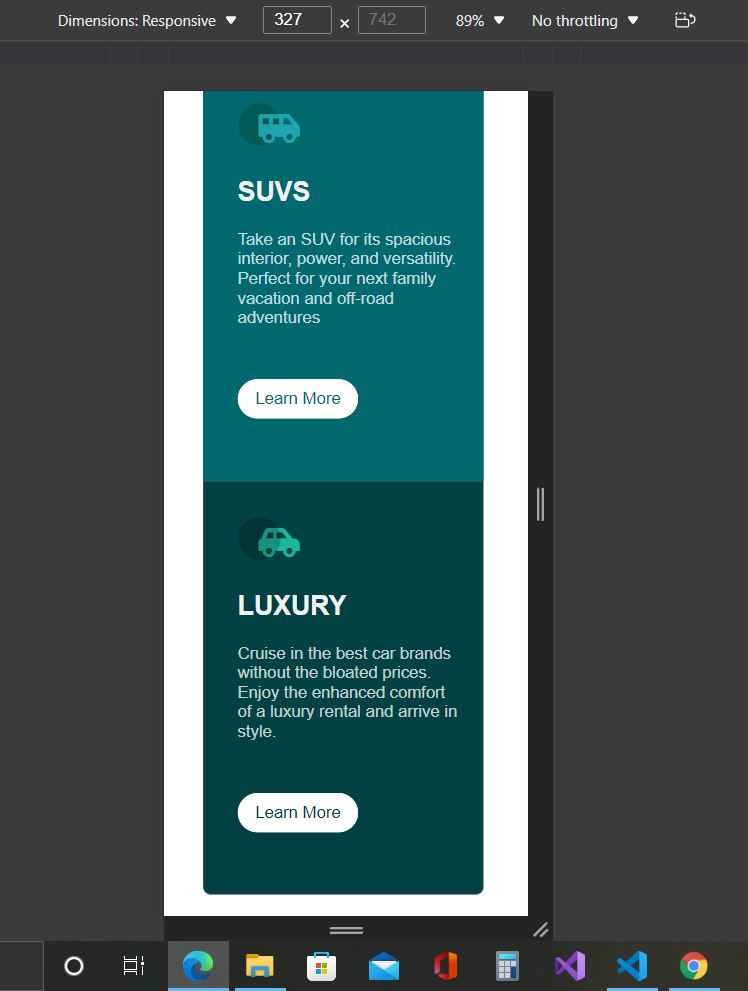 Dimensions: Responsive 327 × 742 89% No throttling
SUVS
Take an SUV for its spacious
interior, power, and versatility.
Perfect for your next family
vacation and off-road
adventures
Learn More
LUXURY
Cruise in the best car brands
without the bloated prices.
Enjoy the enhanced comfort
of a luxury rental and arrive in
style.
Learn More